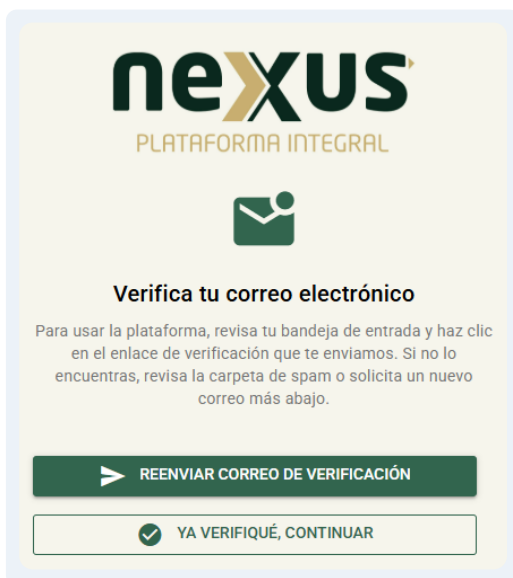 nexxus
PLATAFORMA INTEGRAL
Verifica tu correo electrónico
Para usar la plataforma, revisa tu bandeja de entrada y haz clic
en el enlace de verificación que te enviamos. Si no lo
encuentras, revisa la carpeta de spam o solicita un nuevo
correo más abajo.
REENVIAR CORREO DE VERIFICACIÓN
YA VERIFIQUÉ, CONTINUAR